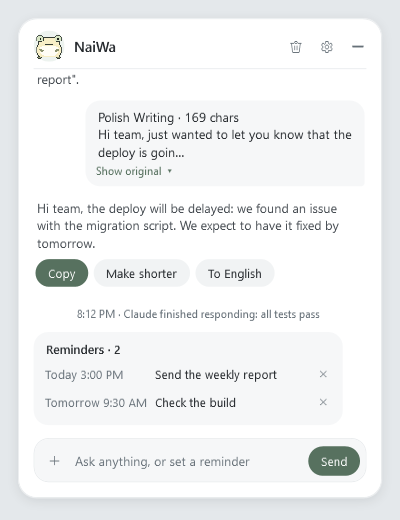 NaiWa
report".
Polish Writing · 169 chars
Hi team, just wanted to let you know that the
deploy is goin...
Show original ▾
Hi team, the deploy will be delayed: we found an issue
with the migration script. We expect to have it fixed by
tomorrow.
Copy Make shorter To English
8:12 PM · Claude finished responding: all tests pass
Reminders · 2
Today 3:00 PM Send the weekly report ×
Tomorrow 9:30 AM Check the build ×
+ Ask anything, or set a reminder Send